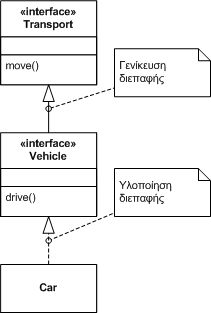 «interface»
Transport
move()
Γενίκευση
διεπαφής
«interface»
Vehicle
drive()
Υλοποίηση
διεπαφής
Car